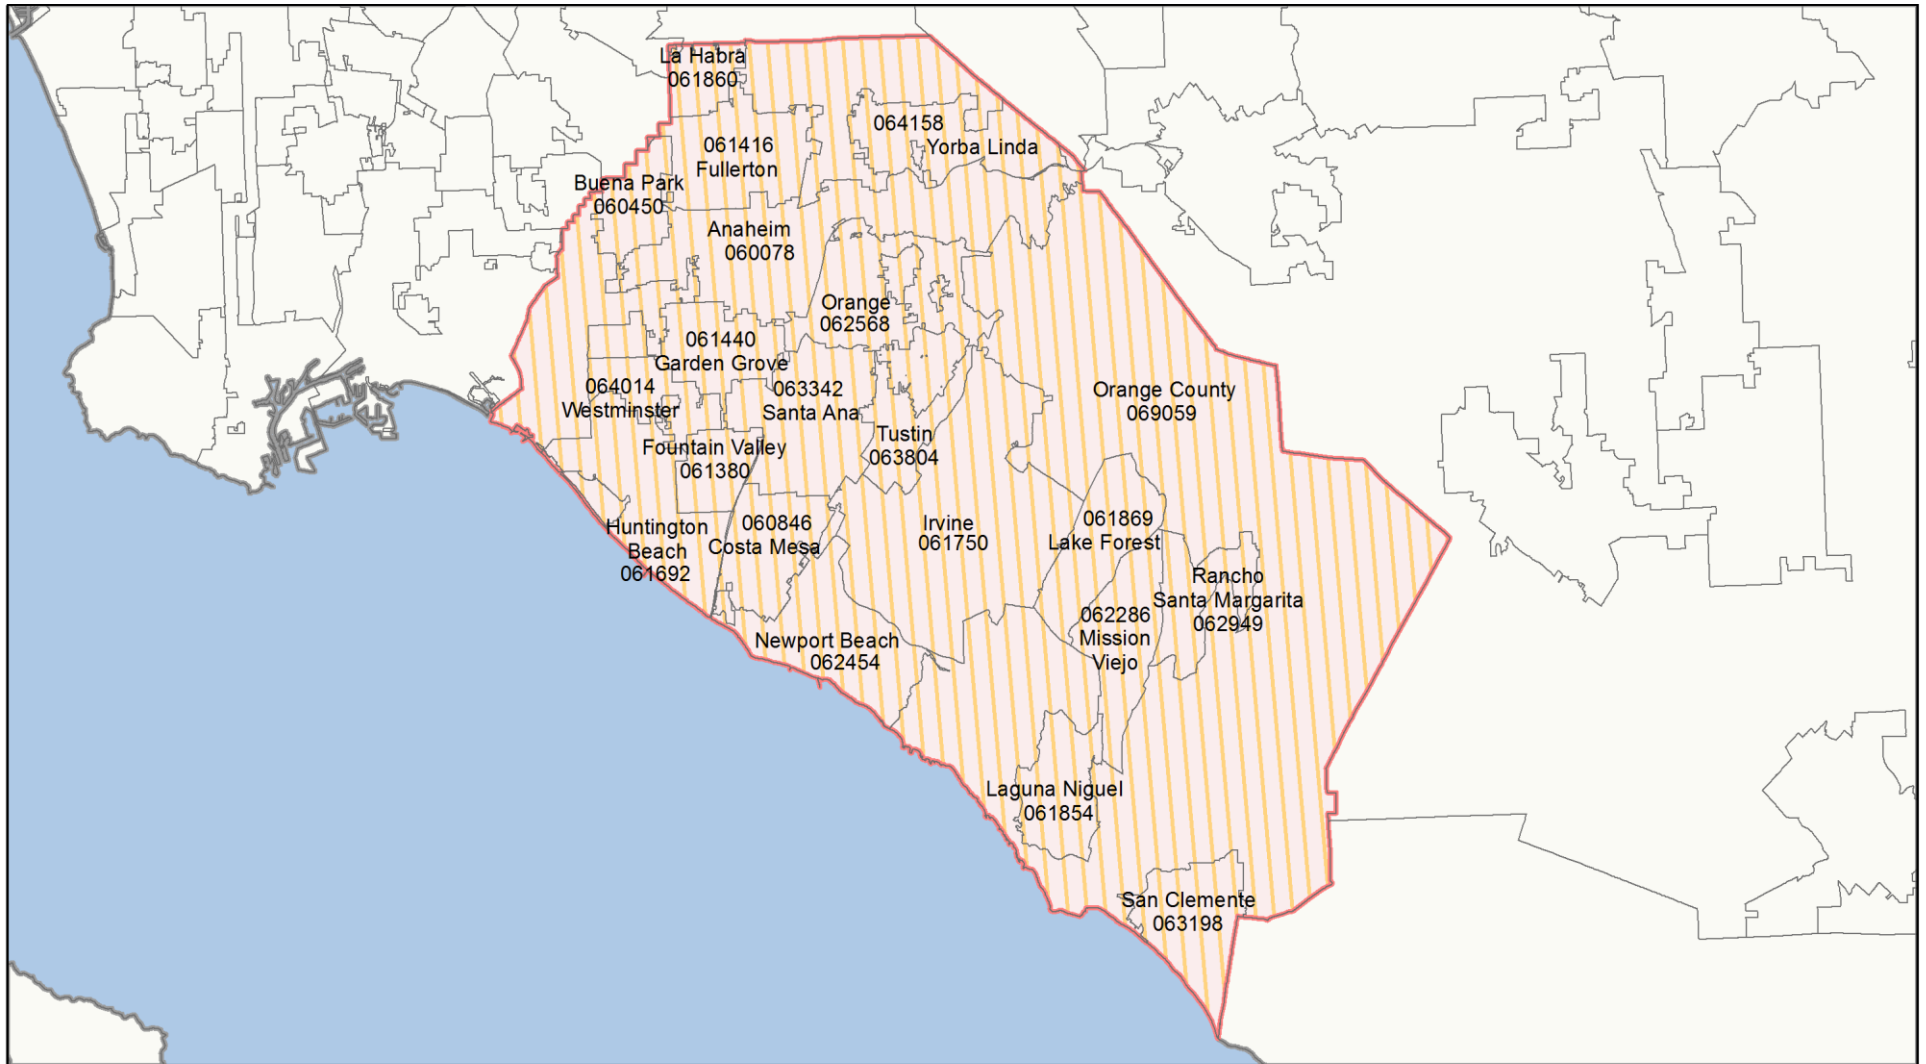 La Habra
061860
064158
Yorba Linda
061416
Fullerton
Buena Park
060450
Anaheim
060078
Orange
062568
061440
Garden Grove
064014
Westminster
063342
Santa Ana
Orange County
069059
Tustin
063804
Fountain Valley
061380
Huntington
Beach
061692
060846
Costa Mesa
Irvine
061750
061869
Lake Forest
Rancho
Santa Margarita
062949
062286
Mission
Viejo
Newport Beach
062454
Laguna Niguel
061854
San Clemente
063198